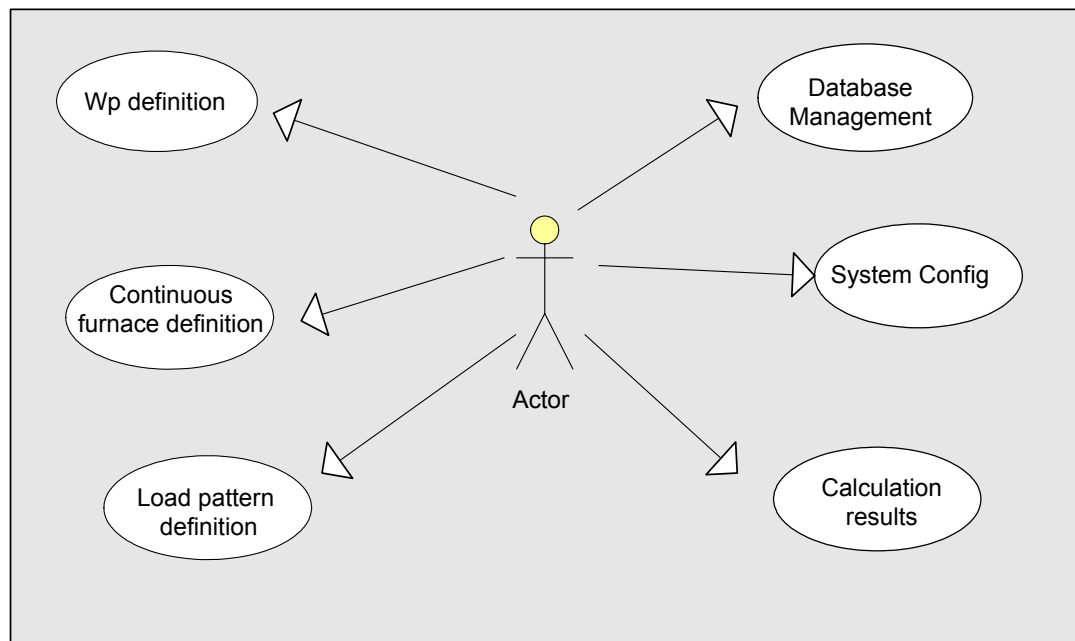 Wp definition
Database
Management
Continuous
furnace definition
System Config
Actor
Load pattern
definition
Calculation
results